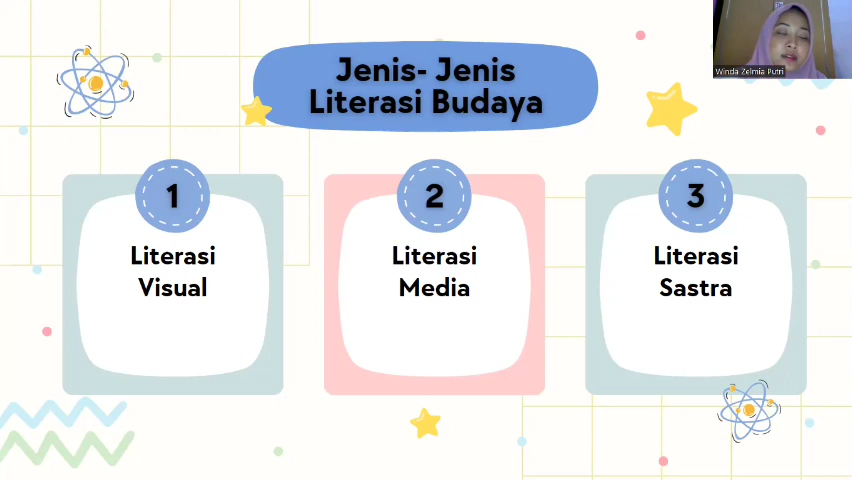 Jenis- Jenis
Literasi Budaya
Winda Zelmia Putri
1
Literasi
Visual
2
Literasi
Media
3
Literasi
Sastra